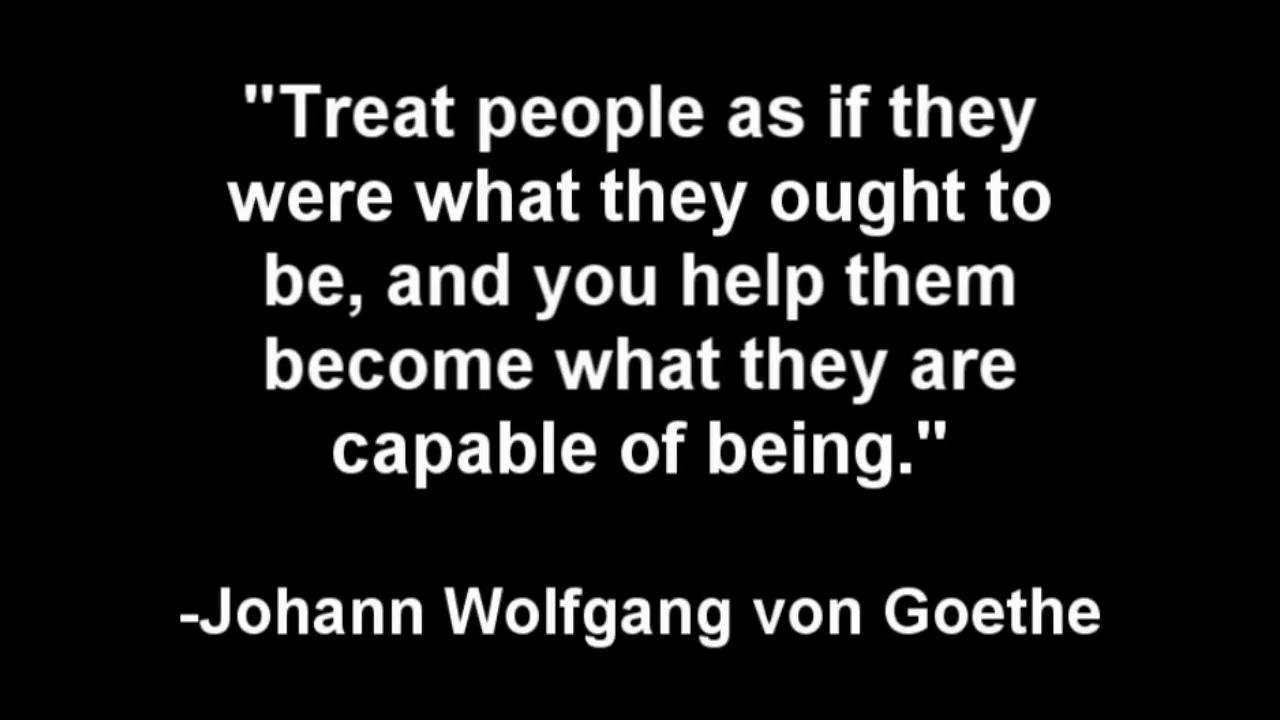 "Treat people as if they
were what they ought to
be, and you help them
become what they are
capable of being."
-Johann Wolfgang von Goethe